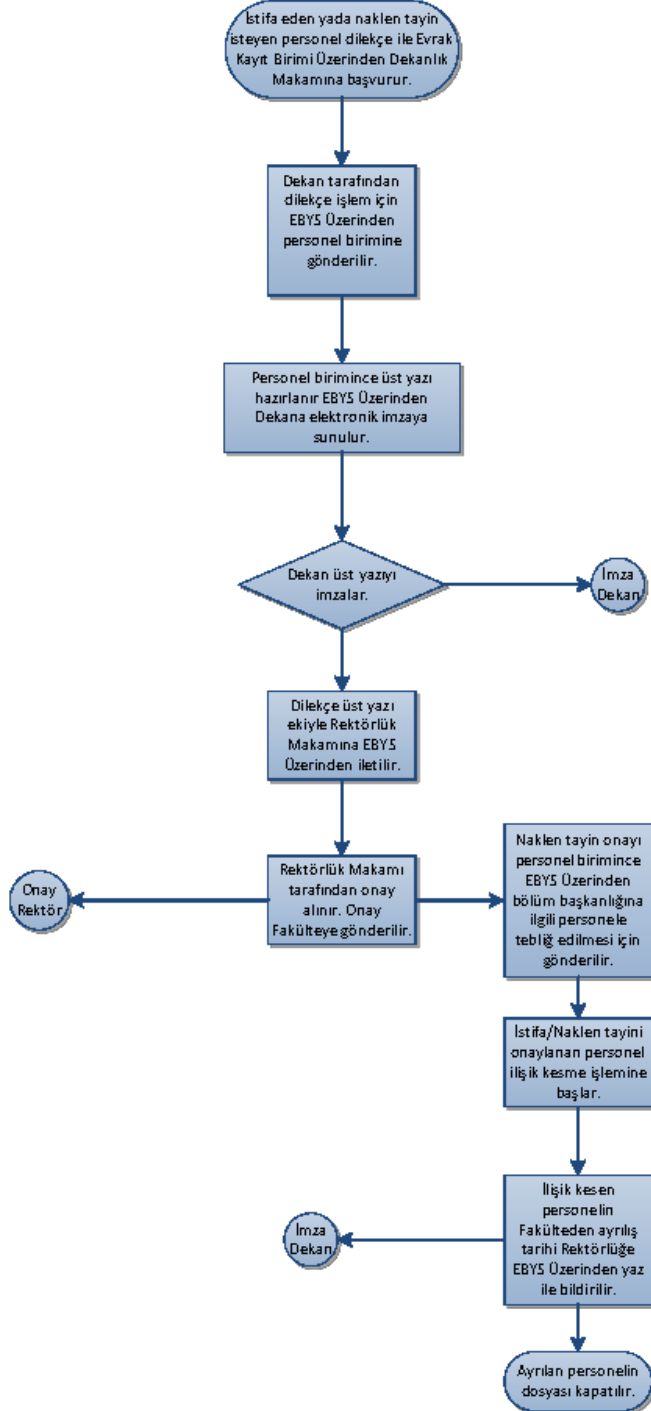 İstifa eden yada naklen tayin
isteyen personel dilekçe ile Evrak
Kayıt Birimi Üzerinden Dekanlık
Makamına başvurur.
Dekan tarafından
dilekçe işlem için
EBYS Üzerinden
personel birimine
gönderilir.
Personel birimince üst yazı
hazırlanır EBYS Üzerinden
Dekana elektronik imzaya
sunulur.
Dekan üst yazıyı
imzalar.
İmza
Dekan
Dilekçe üst yazı
ekiyle Rektörlük
Makamına EBYS
Üzerinden iletilir.
Onay
Rektör
Rektörlük Makamı
tarafından onay
alınır. Onay
Fakülteye gönderilir.
Naklen tayin onayı
personel birimince
EBYS Üzerinden
bölüm başkanlığına
ilgili personele
tebliğ edilmesi için
gönderilir.
İstifa/Naklen tayini
onaylanan personel
ilişik kesme işlemine
başlar.
İmza
Dekan
İlişik kesen
personelin
Fakülteden ayrılış
tarihi Rektörlüğe
EBYS Üzerinden yaz
ile bildirilir.
Ayrılan personelin
dosyası kapatılır.